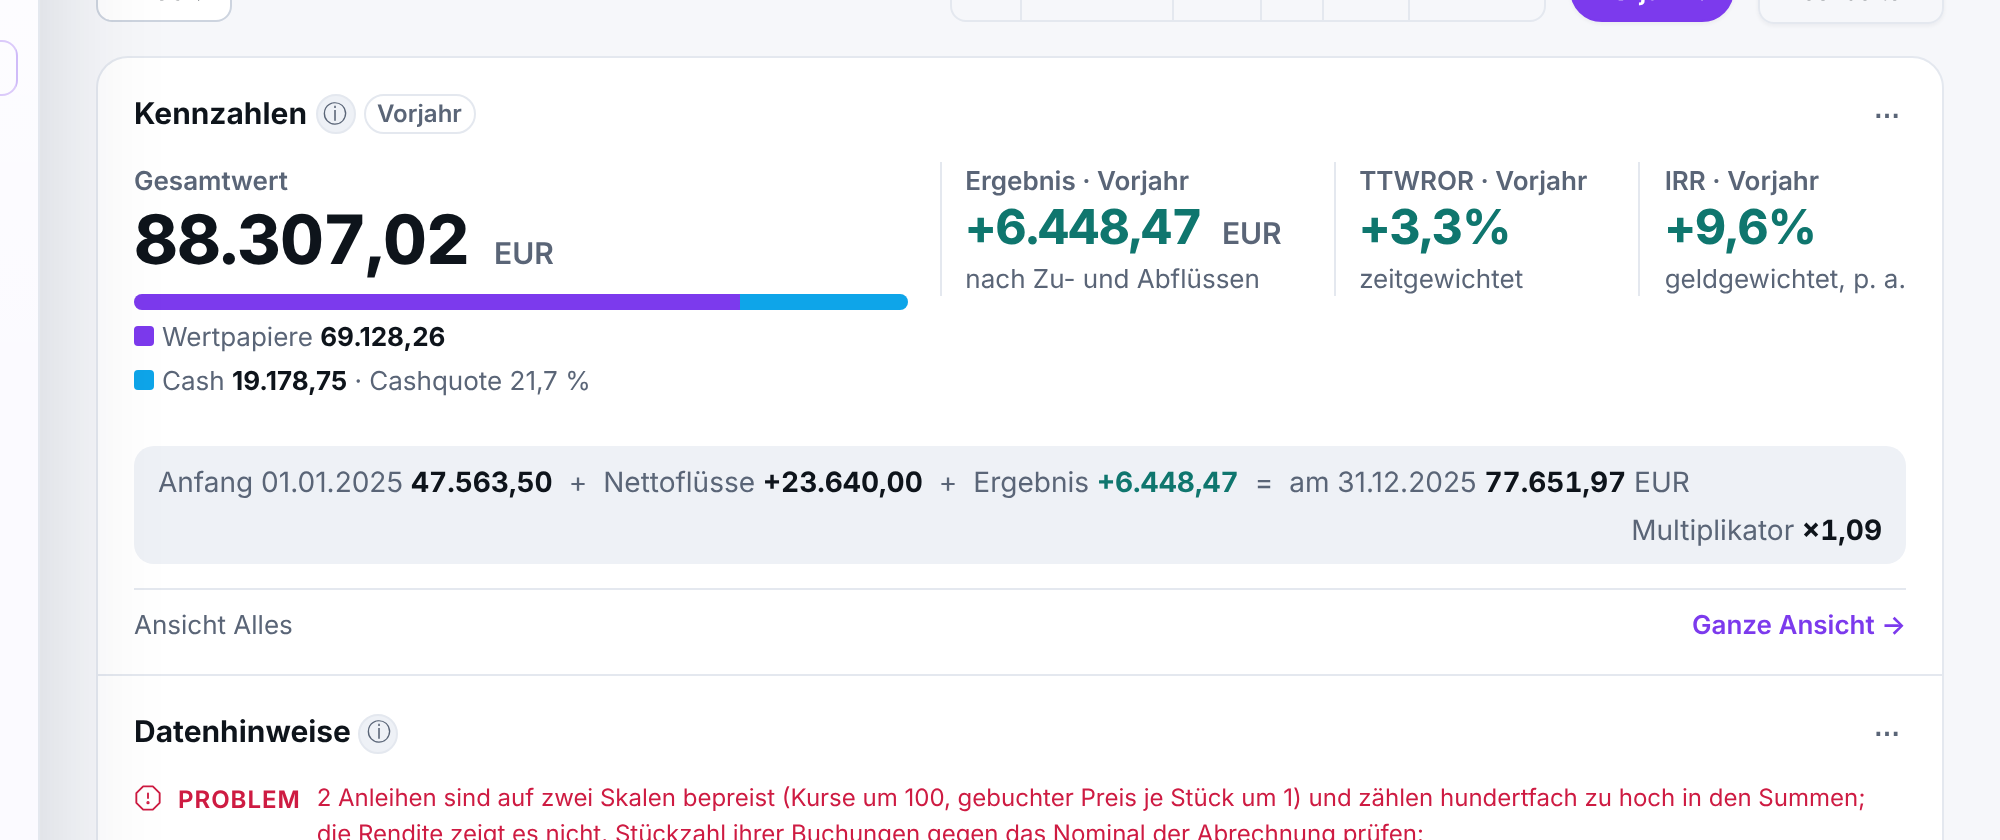 Kennzahlen ⓘ Vorjahr ...
Gesamtwert
88.307,02 EUR
Wertpapiere 69.128,26
Cash 19.178,75 · Cashquote 21,7 %
Ergebnis · Vorjahr
+6.448,47 EUR
nach Zu- und Abflüssen
TTWROR · Vorjahr
+3,3%
zeitgewichtet
IRR · Vorjahr
+9,6%
geldgewichtet, p. a.
Anfang 01.01.2025 47.563,50 + Nettoflüsse +23.640,00 + Ergebnis +6.448,47 = am 31.12.2025 77.651,97 EUR
Multiplikator ×1,09
Ansicht Alles
Ganze Ansicht →
Datenhinweise ⓘ ...
PROBLEM 2 Anleihen sind auf zwei Skalen bepreist (Kurse um 100, gebuchter Preis je Stück um 1) und zählen hundertfach zu hoch in den Summen;
die Rendite zeigt es nicht. Stückzahl ihrer Buchungen gegen das Nominal der Abrechnung prüfen: